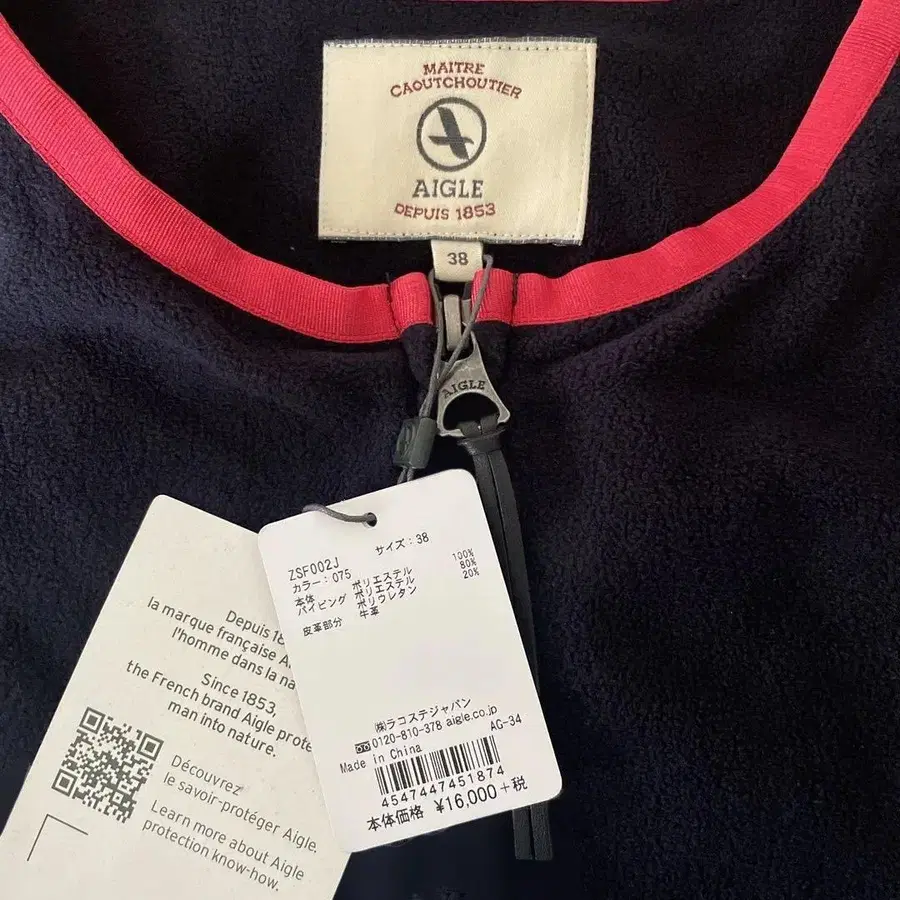 MAITRE
CAOUTCHOUTIER
AIGLE
DEPUIS 1853
38
AIGLE
ZSF002J サイズ:38
カラー:075
本体 ポリエステル 100%
パイピング ポリエステル 80%
ポリウレタン 20%
皮革部分 牛革
㈱ラコステジャパン
0120-810-378 aigle.co.jp
Made in China AG-34
4547447451874
本体価格 ¥16,000+税
Depuis 18
la marque française Ai
l'homme dans la na
Since 1853,
the French brand Aigle prote
man into nature.
Découvrez
le savoir-protéger Aigle.
Learn more about Aigle
protection know-how.